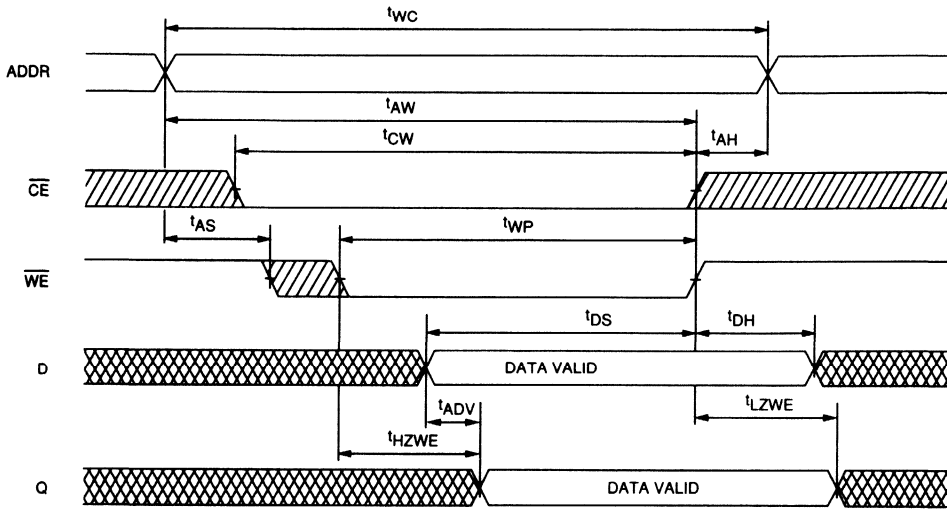 tWC
ADDR
tAW
tCW
tAH
CE
tAS
tWP
WE
tDS
tDH
D
DATA VALID
tADV
tLZWE
tHZWE
Q
DATA VALID